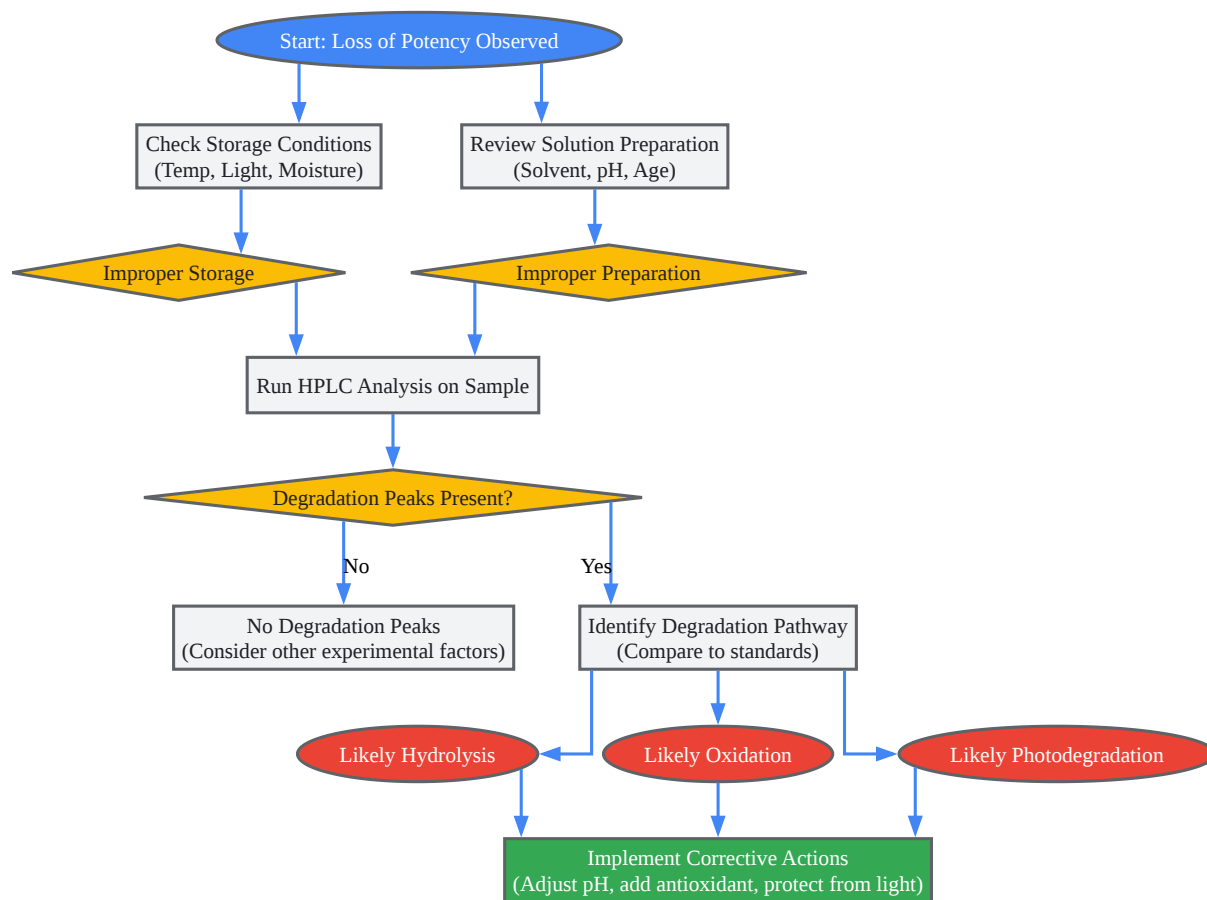 Start: Loss of Potency Observed
Check Storage Conditions
(Temp, Light, Moisture)
Review Solution Preparation
(Solvent, pH, Age)
Improper Storage
Improper Preparation
Run HPLC Analysis on Sample
Degradation Peaks Present?
No
Yes
No Degradation Peaks
(Consider other experimental factors)
Identify Degradation Pathway
(Compare to standards)
Likely Hydrolysis
Likely Oxidation
Likely Photodegradation
Implement Corrective Actions
(Adjust pH, add antioxidant, protect from light)